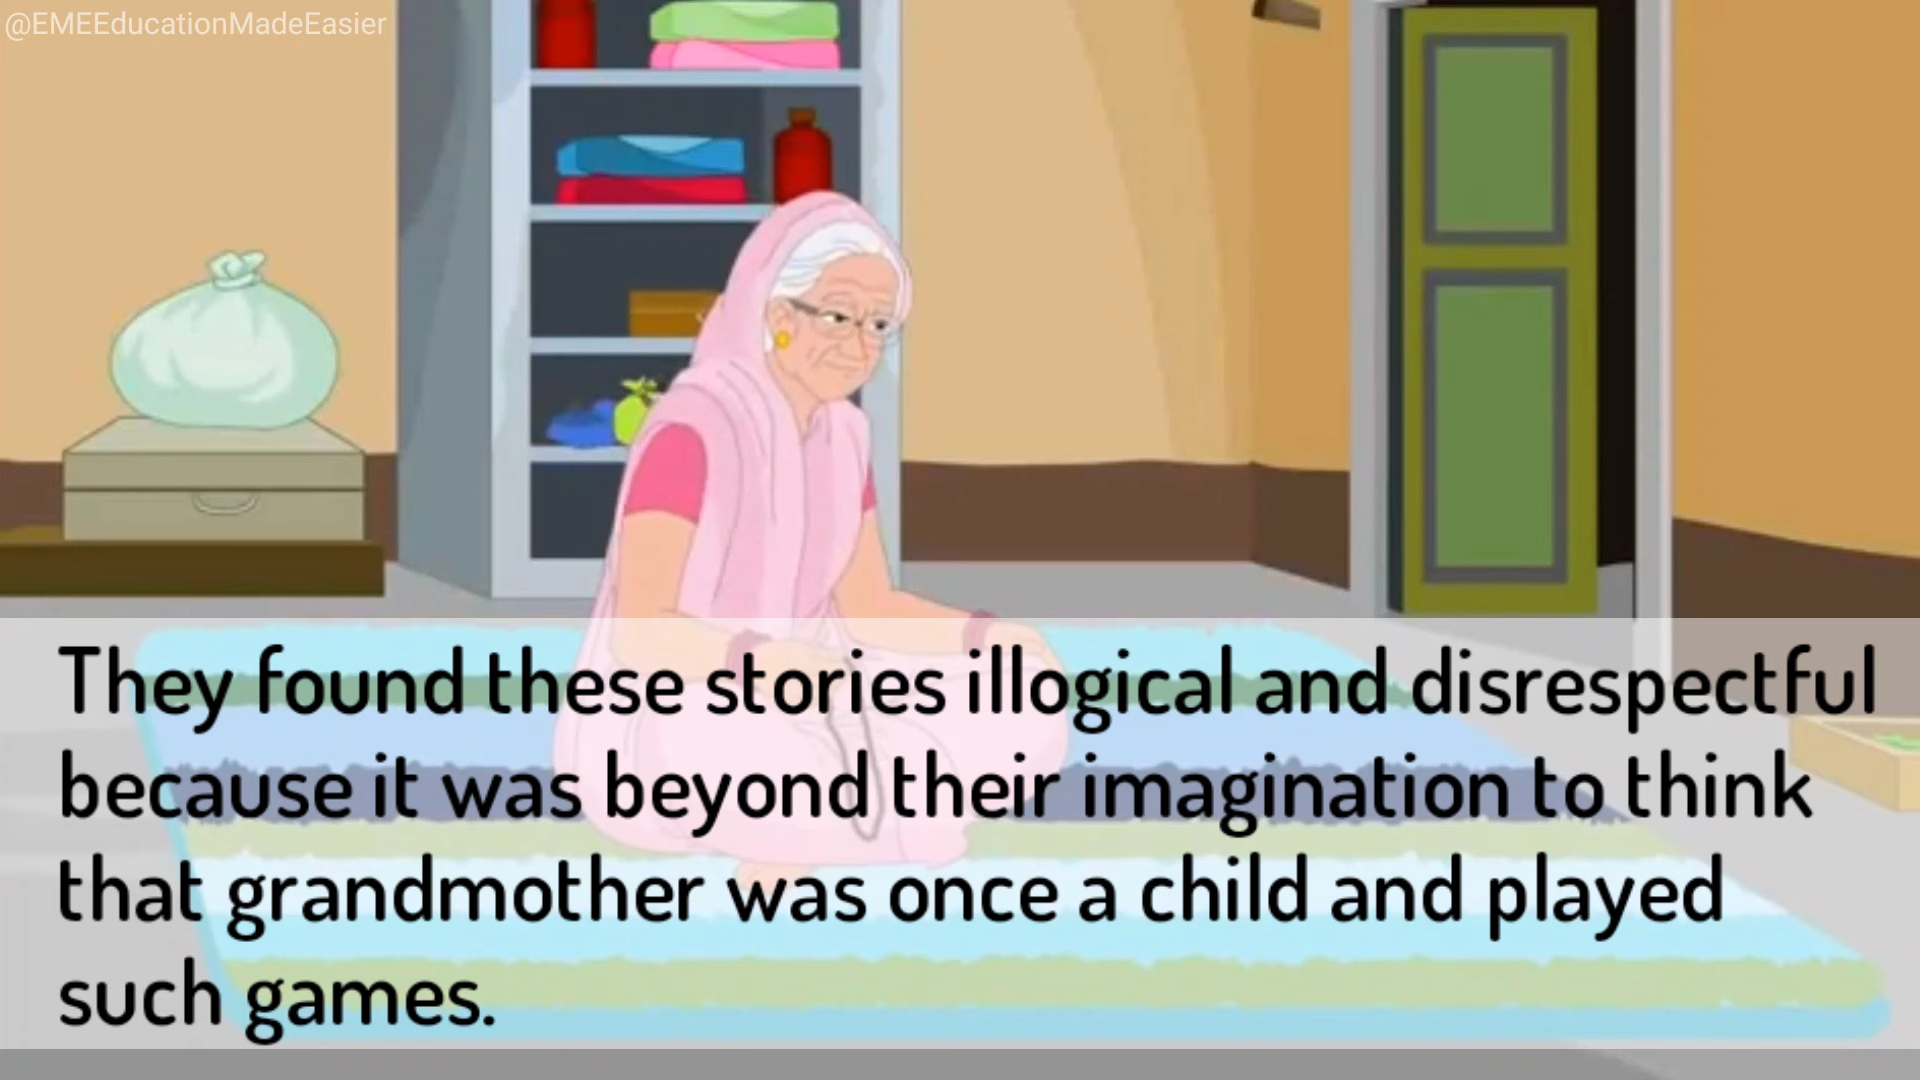 @EMEEducationMadeEasier
They found these stories illogical and disrespectful
because it was beyond their imagination to think
that grandmother was once a child and played
such games.